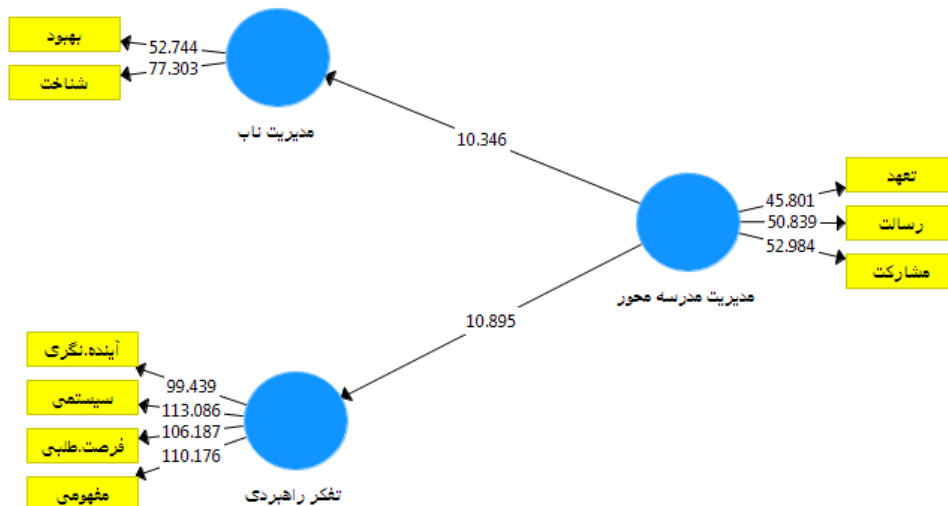 بهبود
52.744
شناخت
77.303
مدیریت ناب
10.346
تعهد
45.801
رسالت
50.839
مشارکت
52.984
مدیریت مدرسه محور
10.895
آینده.نگری
99.439
سیستمی
113.086
فرصت.طلبی
106.187
مفهومی
110.176
تفکر راهبردی